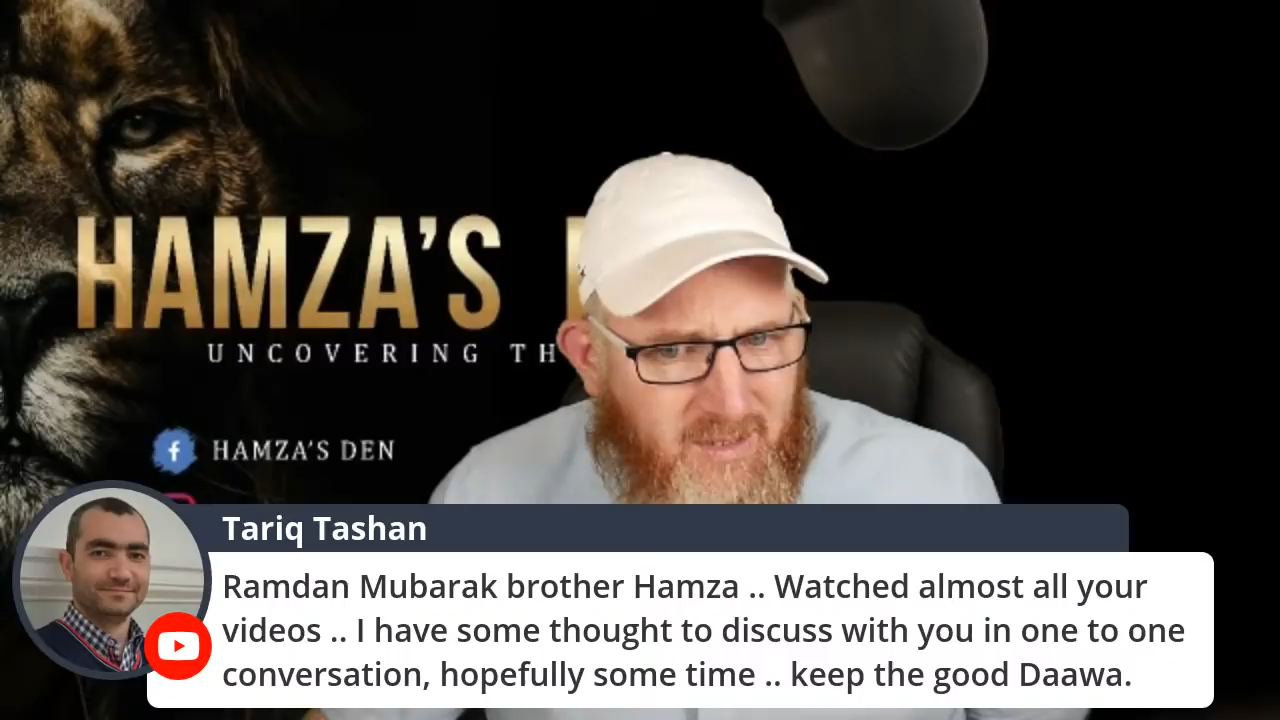 HAMZA'S
UNCOVERING TH
HAMZA'S DEN
Tariq Tashan
Ramdan Mubarak brother Hamza .. Watched almost all your
videos .. I have some thought to discuss with you in one to one
conversation, hopefully some time .. keep the good Daawa.